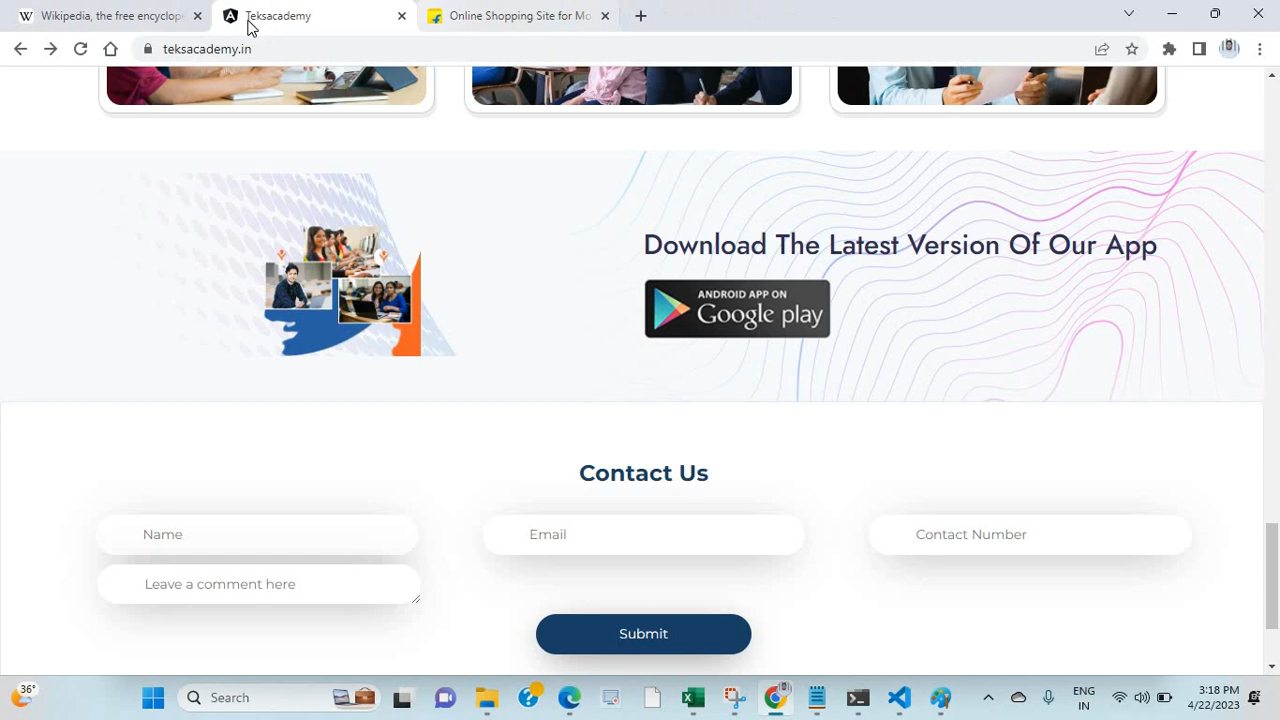 Wikipedia, the free encyclop
Teksacademy
Online Shopping Site for Mo
teksacademy.in
Download The Latest Version Of Our App
ANDROID APP ON
Google play
Contact Us
Name
Email
Contact Number
Leave a comment here
Submit
36°
Search
ENG
IN
3:18 PM
4/22/2023